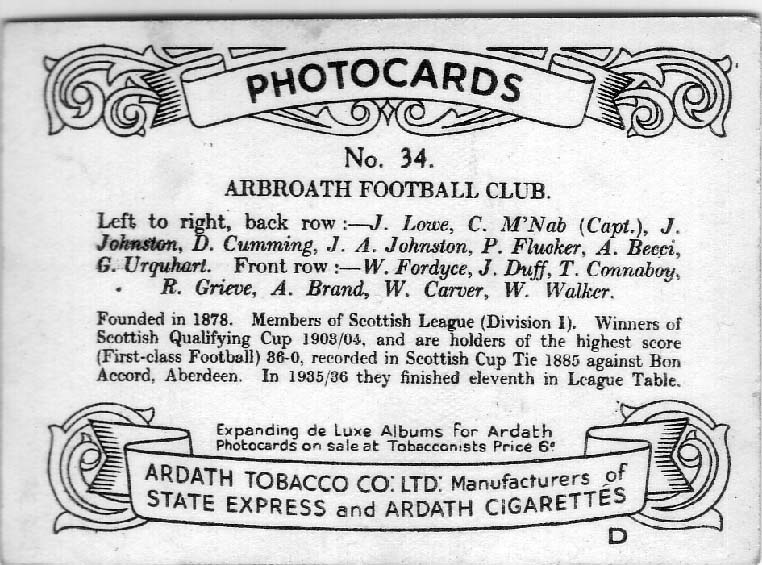 PHOTOCARDS
No. 34.
ARBROATH FOOTBALL CLUB.
Left to right, back row :—J. Lowe, C. M'Nab (Capt.), J.
Johnston, D. Cumming, J. A. Johnston, P. Fluoker, A. Becci,
G. Urquhart. Front row :—W. Fordyce, J. Duff, T. Connaboy,
R. Grieve, A. Brand, W. Carver, W. Walker.
Founded in 1878. Members of Scottish League (Division I). Winners of
Scottish Qualifying Cup 1903/04, and are holders of the highest score
(First-class Football) 36-0, recorded in Scottish Cup Tie 1885 against Bon
Accord, Aberdeen. In 1935/36 they finished eleventh in League Table.
Expanding de Luxe Albums for Ardath
Photocards on sale at Tobacconists Price 6ᵈ
ARDATH TOBACCO CO: LTD: Manufacturers of
STATE EXPRESS and ARDATH CIGARETTES
D